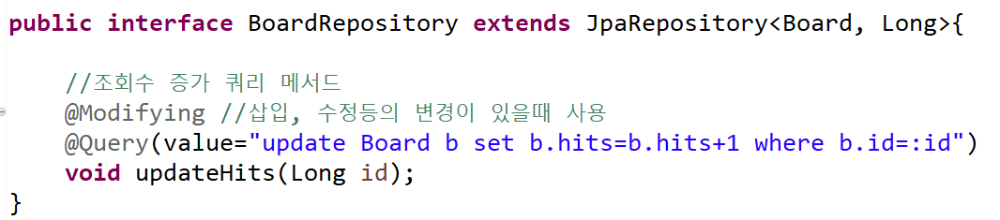 public interface BoardRepository extends JpaRepository<Board, Long>{
//조회수 증가 쿼리 메서드
@Modifying //삽입, 수정등의 변경이 있을때 사용
@Query(value="update Board b set b.hits=b.hits+1 where b.id=:id")
void updateHits(Long id);
}